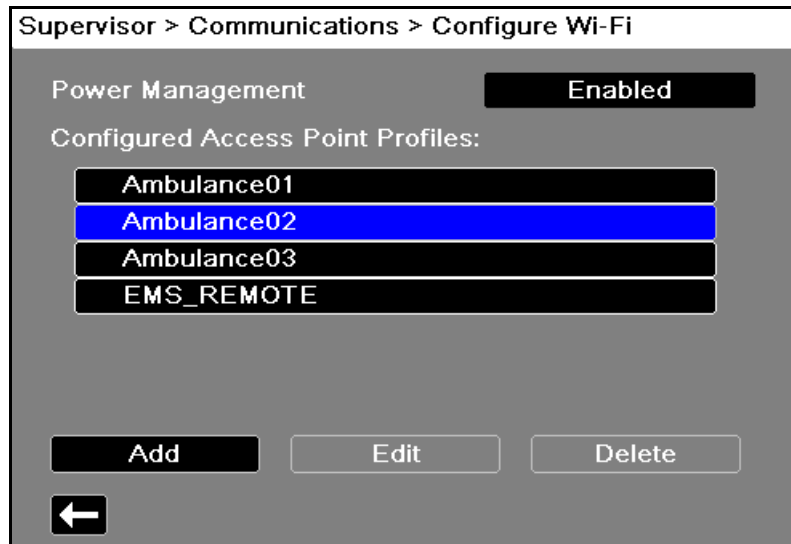 Supervisor > Communications > Configure Wi-Fi
Power Management Enabled
Configured Access Point Profiles:
Ambulance01
Ambulance02
Ambulance03
EMS_REMOTE
Add Edit Delete